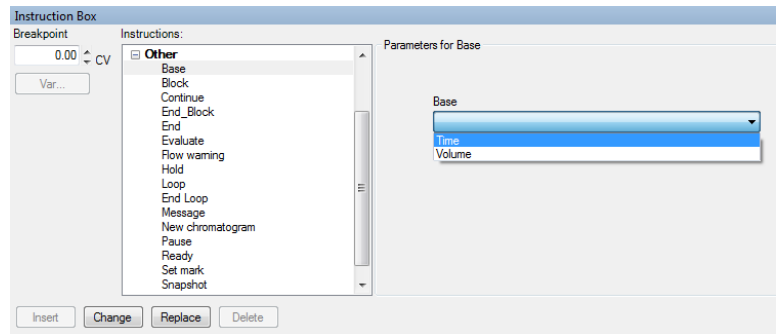 Instruction Box
Breakpoint
0.00 CV
Var...
Instructions:
Other
Base
Block
Continue
End_Block
End
Evaluate
Flow warning
Hold
Loop
End Loop
Message
New chromatogram
Pause
Ready
Set mark
Snapshot
Parameters for Base
Base
Time
Volume
Insert Change Replace Delete